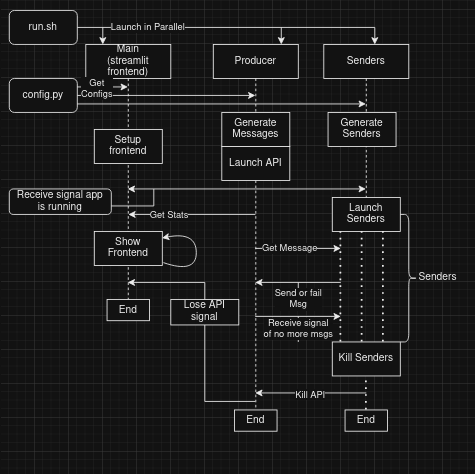 run.sh
Launch in Parallel
Main
(streamlit
frontend)
Producer
Senders
config.py
Get
Configs
Setup
frontend
Generate
Messages
Generate
Senders
Launch API
Receive signal app
is running
Get Stats
Launch
Senders
Show
Frontend
Get Message
Senders
Send or fail
Msg
End
Lose API
signal
Receive signal
of no more msgs
Kill Senders
Kill API
End
End